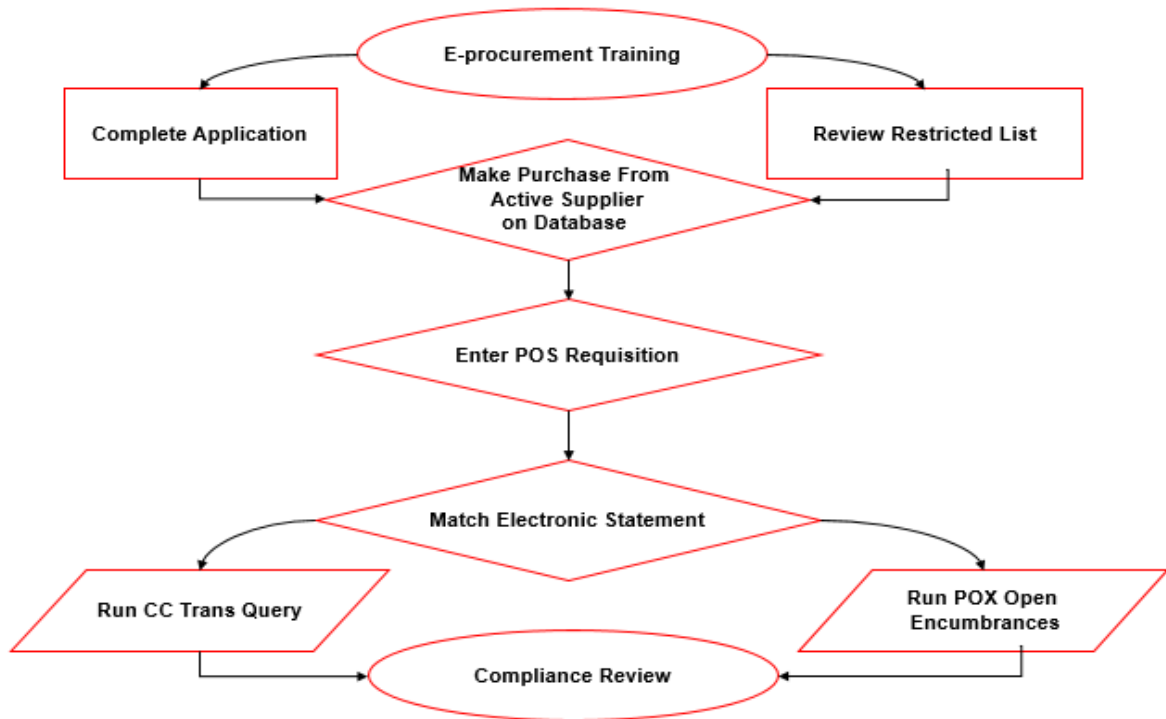 E-procurement Training
Complete Application
Review Restricted List
Make Purchase From
Active Supplier
on Database
Enter POS Requisition
Match Electronic Statement
Run CC Trans Query
Run POX Open
Encumbrances
Compliance Review